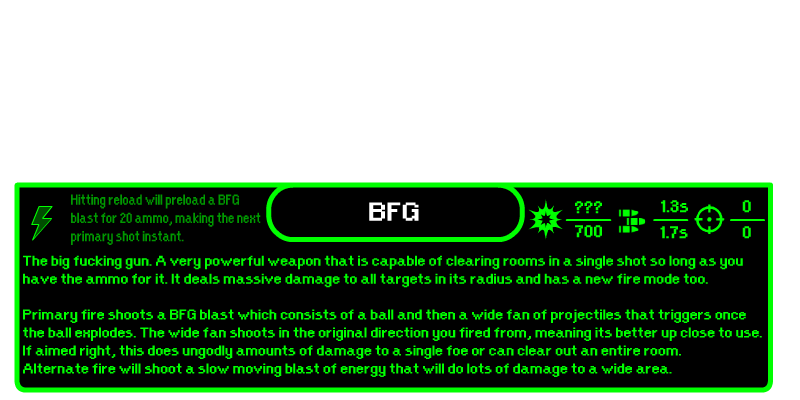 Hitting reload will preload a BFG
blast for 20 ammo, making the next
primary shot instant.
BFG
??? 1.3s 0
700 1.7s 0
The big fucking gun. A very powerful weapon that is capable of clearing rooms in a single shot so long as you
have the ammo for it. It deals massive damage to all targets in its radius and has a new fire mode too.
Primary fire shoots a BFG blast which consists of a ball and then a wide fan of projectiles that triggers once
the ball explodes. The wide fan shoots in the original direction you fired from, meaning its better up close to use.
If aimed right, this does ungodly amounts of damage to a single foe or can clear out an entire room.
Alternate fire will shoot a slow moving blast of energy that will do lots of damage to a wide area.